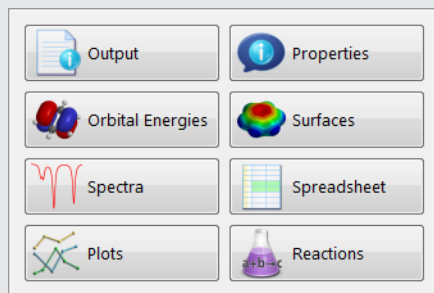 Output
Properties
Orbital Energies
Surfaces
Spectra
Spreadsheet
Plots
a+b→c
Reactions